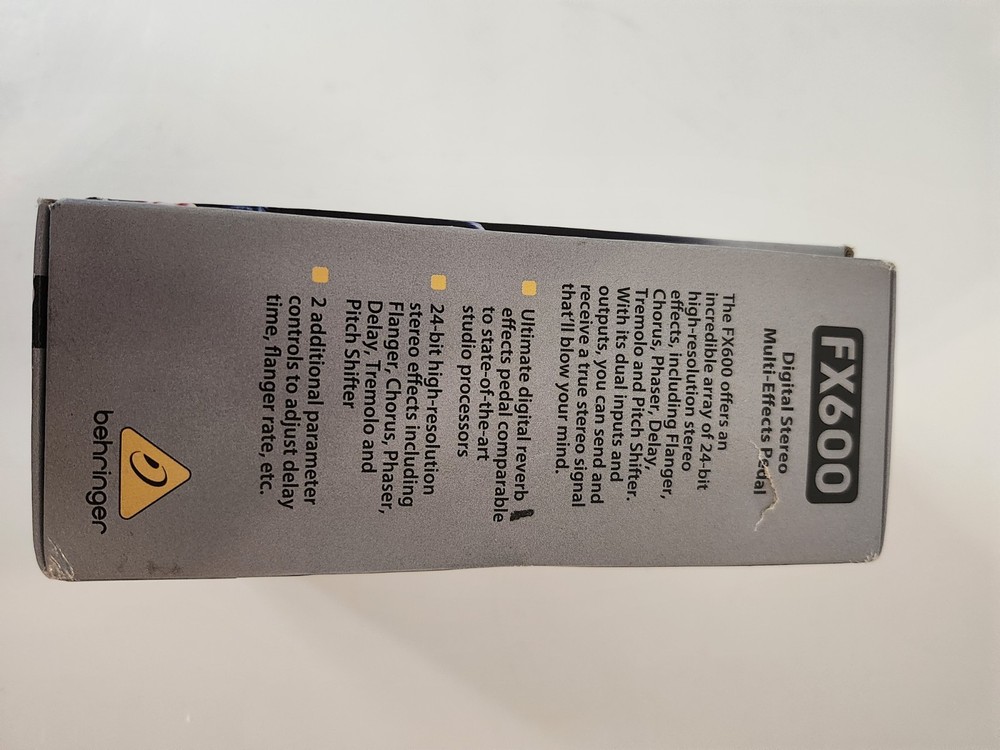 FX600
Digital Stereo
Multi-Effects Pedal
The FX600 offers an
incredible array of 24-bit
high-resolution stereo
effects, including Flanger,
Chorus, Phaser, Delay,
Tremolo and Pitch Shifter.
With its dual inputs and
outputs, you can send and
receive a true stereo signal
that'll blow your mind.
Ultimate digital reverb
effects pedal comparable
to state-of-the-art
studio processors
24-bit high-resolution
stereo effects including
Flanger, Chorus, Phaser,
Delay, Tremolo and
Pitch Shifter
2 additional parameter
controls to adjust delay
time, flanger rate, etc.
behringer